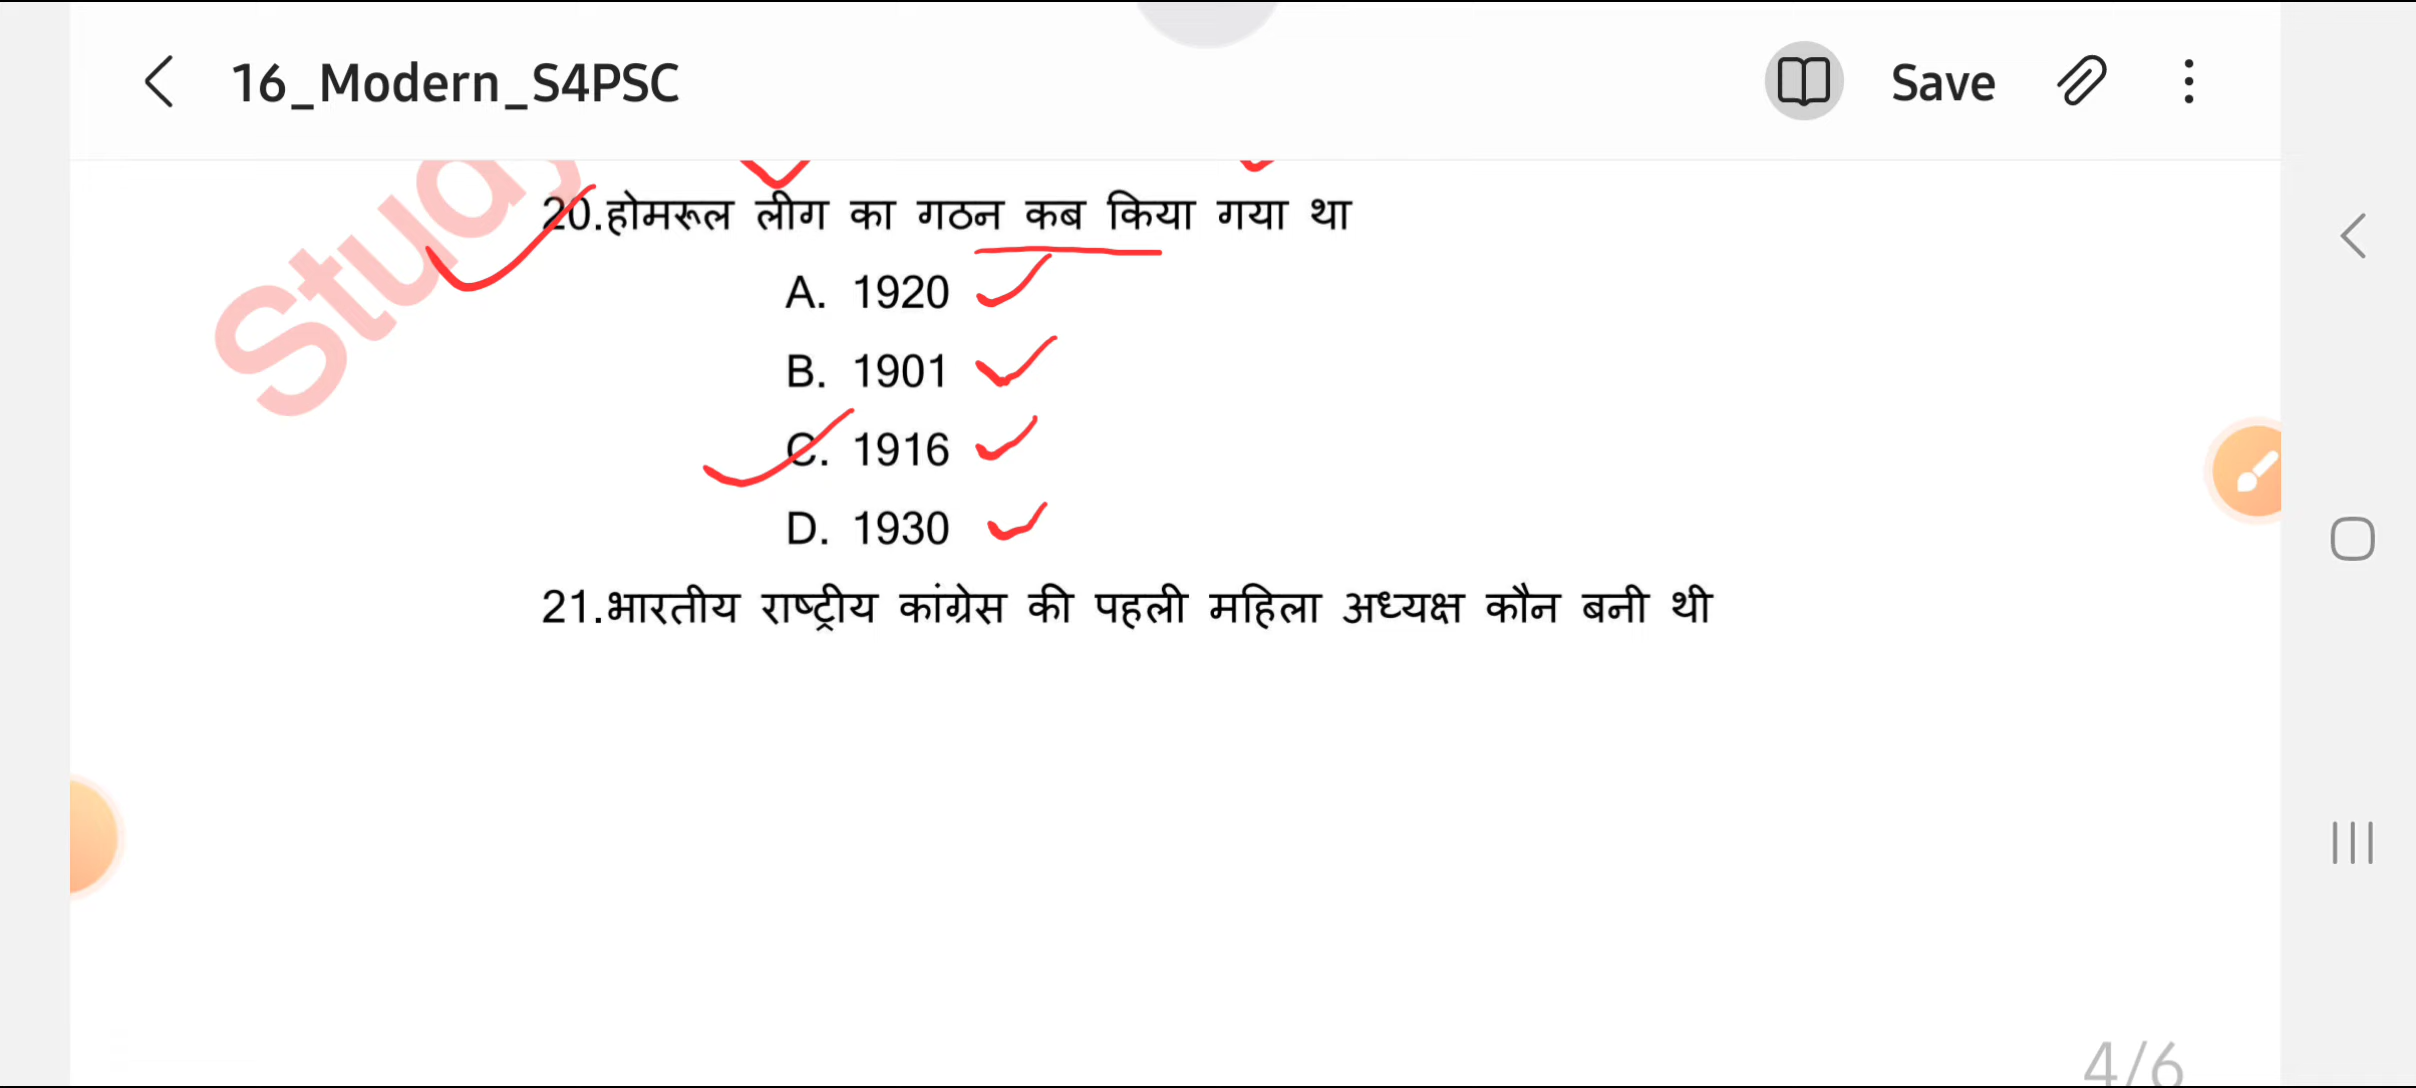 16_Modern_S4PSC
Save
Study
20.होमरूल लीग का गठन कब किया गया था
A. 1920
B. 1901
C. 1916
D. 1930
21.भारतीय राष्ट्रीय कांग्रेस की पहली महिला अध्यक्ष कौन बनी थी
4/6